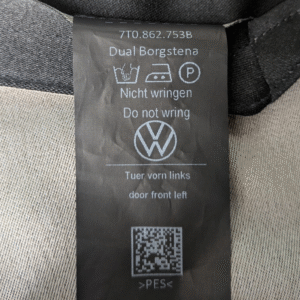 7T0.862.753B
Dual Borgstena
P
Nicht wringen
Do not wring
Tuer vorn links
door front left
>PES<